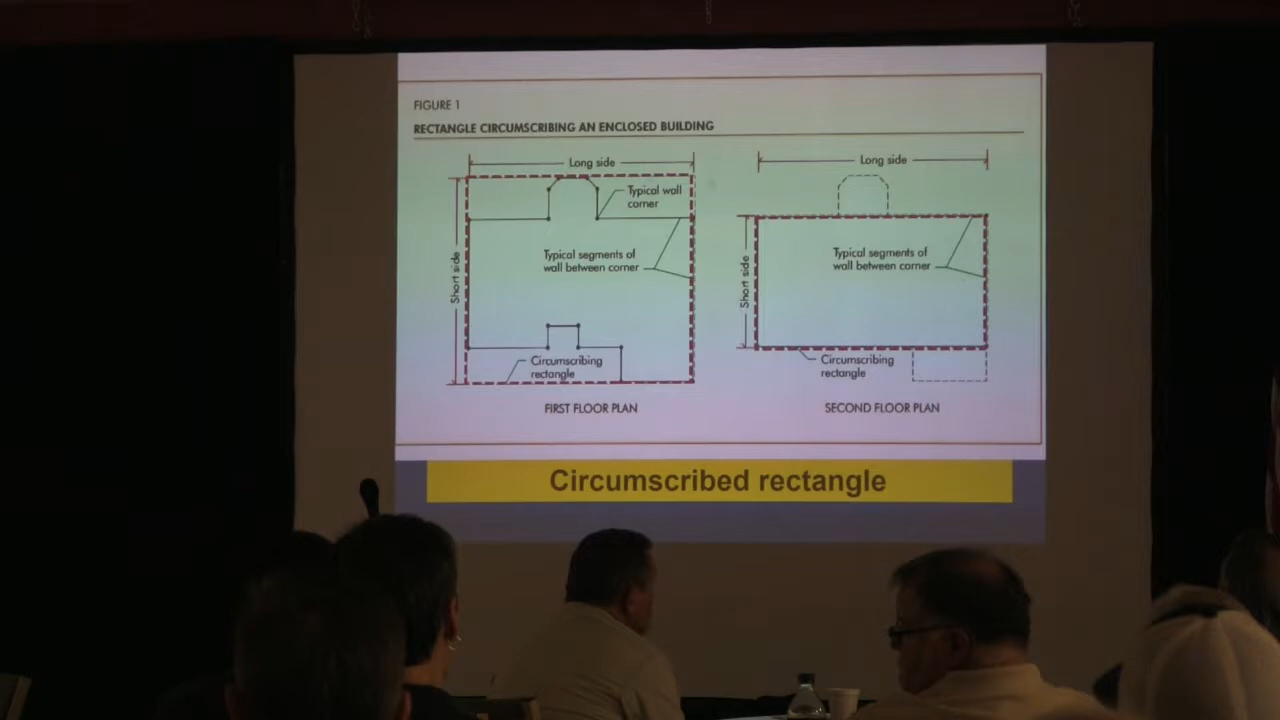 FIGURE 1
RECTANGLE CIRCUMSCRIBING AN ENCLOSED BUILDING
Long side
Typical wall
corner
Typical segments of
wall between corner
Short side
Circumscribing
rectangle
FIRST FLOOR PLAN
Long side
Typical segments of
wall between corner
Short side
Circumscribing
rectangle
SECOND FLOOR PLAN
Circumscribed rectangle